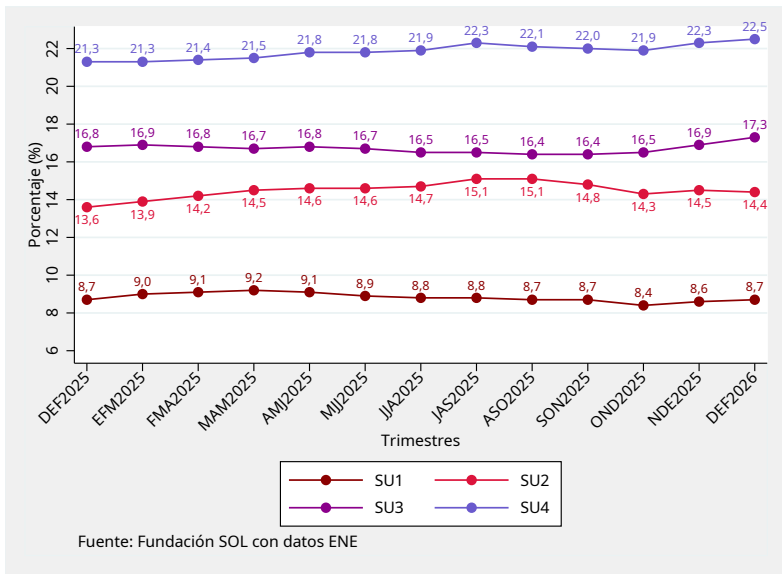 22,5
21,3 21,3 21,4 21,5 21,8 21,8 21,9 22,3 22,1 22,0 21,9 22,3
22
20
18
16,8 16,9 16,8 16,7 16,8 16,7 16,5 16,5 16,4 16,4 16,5 16,9 17,3
16
14
13,6 13,9 14,2 14,5 14,6 14,6 14,7 15,1 15,1 14,8 14,3 14,5 14,4
12
10
8,7 9,0 9,1 9,2 9,1 8,9 8,8 8,8 8,7 8,7 8,4 8,6 8,7
8
6
Porcentaje (%)
DEF2025 EFM2025 FMA2025 MAM2025 AMJ2025 MJJ2025 JJA2025 JAS2025 ASO2025 SON2025 OND2025 NDE2025 DEF2026
Trimestres
SU1 SU2
SU3 SU4
Fuente: Fundación SOL con datos ENE